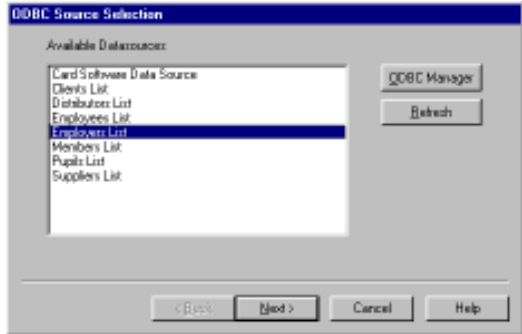 ODBC Source Selection
Available Datasources:
Card Software Data Source
Clients List
Distributors List
Employees List
Employers List
Members List
Pupils List
Suppliers List
ODBC Manager
Refresh
< Back
Next >
Cancel
Help